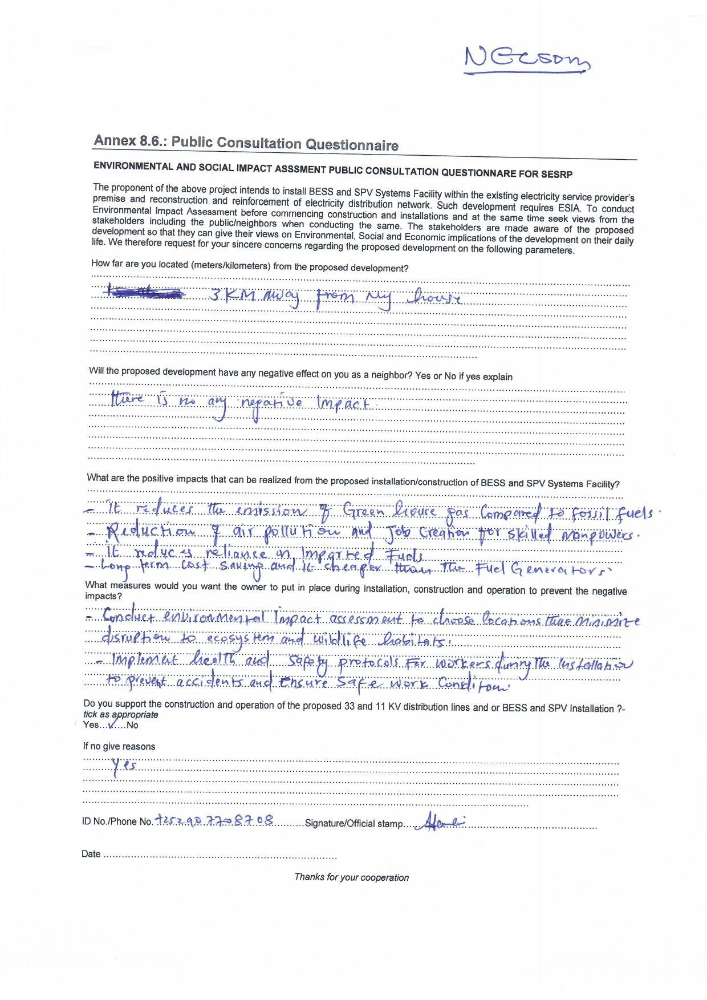 NECSOM
Annex 8.6.: Public Consultation Questionnaire
ENVIRONMENTAL AND SOCIAL IMPACT ASSSMENT PUBLIC CONSULTATION QUESTIONNARE FOR SESRP
The proponent of the above project intends to install BESS and SPV Systems Facility within the existing electricity service provider's
premise and reconstruction and reinforcement of electricity distribution network. Such development requires ESIA. To conduct
Environmental Impact Assessment before commencing construction and installations and at the same time seek views from the
stakeholders including the public/neighbors when conducting the same. The stakeholders are made aware of the proposed
development so that they can give their views on Environmental, Social and Economic implications of the development on their daily
life. We therefore request for your sincere concerns regarding the proposed development on the following parameters.
How far are you located (meters/kilometers) from the proposed development?
3 KM away from My house
Will the proposed development have any negative effect on you as a neighbor? Yes or No if yes explain
there is no any negative Impact.
What are the positive impacts that can be realized from the proposed installation/construction of BESS and SPV Systems Facility?
- It reduces the emission of Green house gas Compared to fossil fuels.
- Reduction of air pollution and Job Creation for skilled manpowers.
- It reduces reliance on Imported Fuels
- Long term cost saving and it cheaper than The Fuel Generators.
What measures would you want the owner to put in place during installation, construction and operation to prevent the negative
impacts?
- Conduct environmental Impact assessment to choose locations that Minimize
disruption to ecosystem and wildlife habitats.
- Implement health and safety protocols For workers during The Installation
to prevent accidents and Ensure Safe work Condition.
Do you support the construction and operation of the proposed 33 and 11 KV distribution lines and or BESS and SPV Installation ?-
tick as appropriate
Yes...✓....No
If no give reasons
Yes
ID No./Phone No. +252907708708 Signature/Official stamp....
Date
Thanks for your cooperation